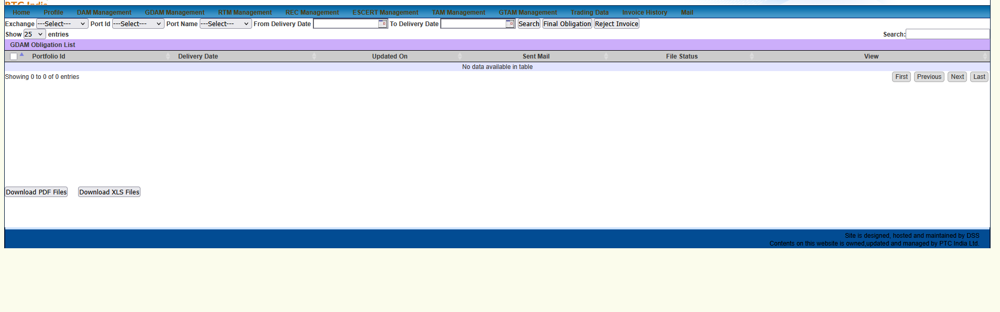 PTC India
Home Profile DAM Management GDAM Management RTM Management REC Management ESCERT Management TAM Management GTAM Management Trading Data Invoice History Mail
Exchange ---Select--- Port Id ---Select--- Port Name ---Select--- From Delivery Date To Delivery Date Search Final Obligation Reject Invoice
Show 25 entries Search:
GDAM Obligation List
Portfolio Id Delivery Date Updated On Sent Mail File Status View
No data available in table
Showing 0 to 0 of 0 entries First Previous Next Last
Download PDF Files Download XLS Files
Site is designed, hosted and maintained by DSS
Contents on this website is owned,updated and managed by PTC India Ltd.